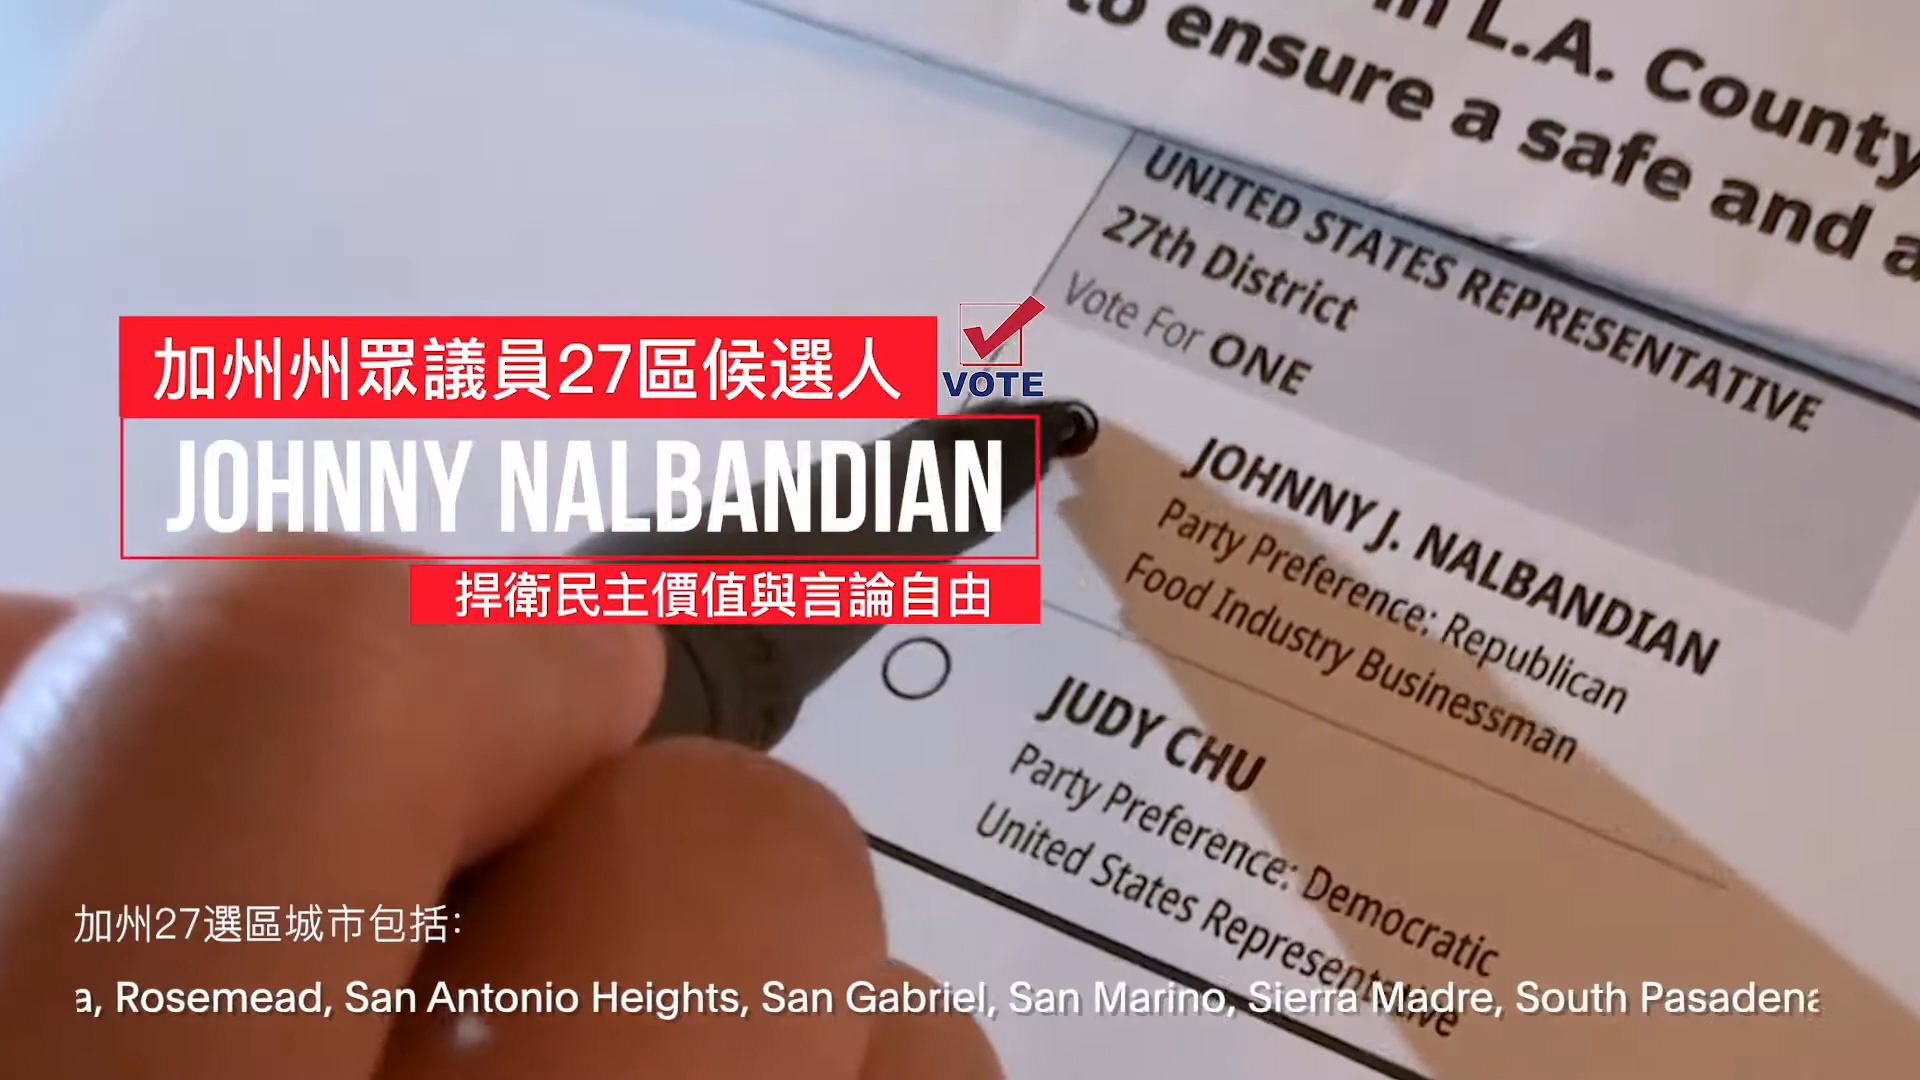 in L.A. County
to ensure a safe and a
UNITED STATES REPRESENTATIVE
27th District
Vote For ONE
JOHNNY J. NALBANDIAN
Party Preference: Republican
Food Industry Businessman
JUDY CHU
Party Preference: Democratic
United States Representative
加州州眾議員27區候選人
VOTE
JOHNNY NALBANDIAN
捍衛民主價值與言論自由
加州27選區城市包括:
a, Rosemead, San Antonio Heights, San Gabriel, San Marino, Sierra Madre, South Pasadena